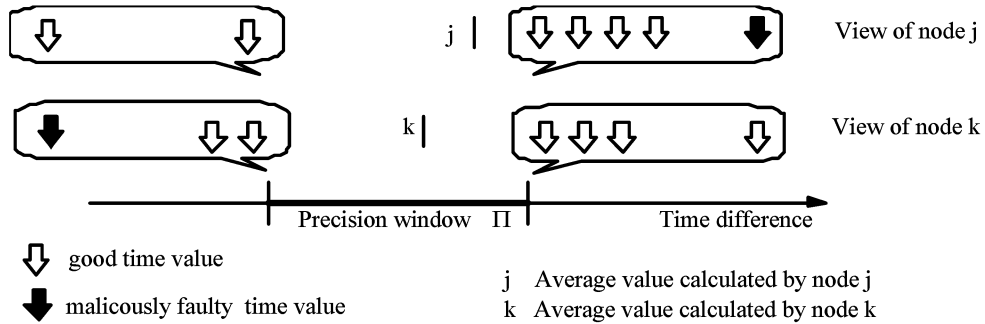 j
View of node j
k
View of node k
Precision window Π
Time difference
good time value
malicously faulty time value
j Average value calculated by node j
k Average value calculated by node k